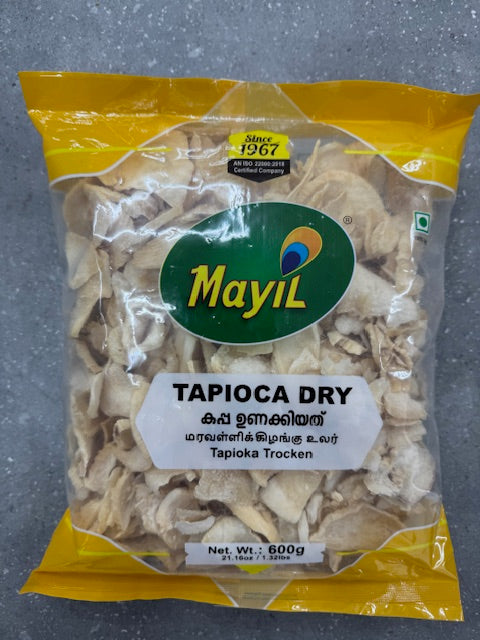 Since
1967
AN ISO 22000:2018
Certified Company
®
Mayil
TAPIOCA DRY
കപ്പ ഉണക്കിയത്
மரவள்ளிக்கிழங்கு உலர்
Tapioka Trocken
Net. Wt.: 600g
21.16oz / 1.32lbs